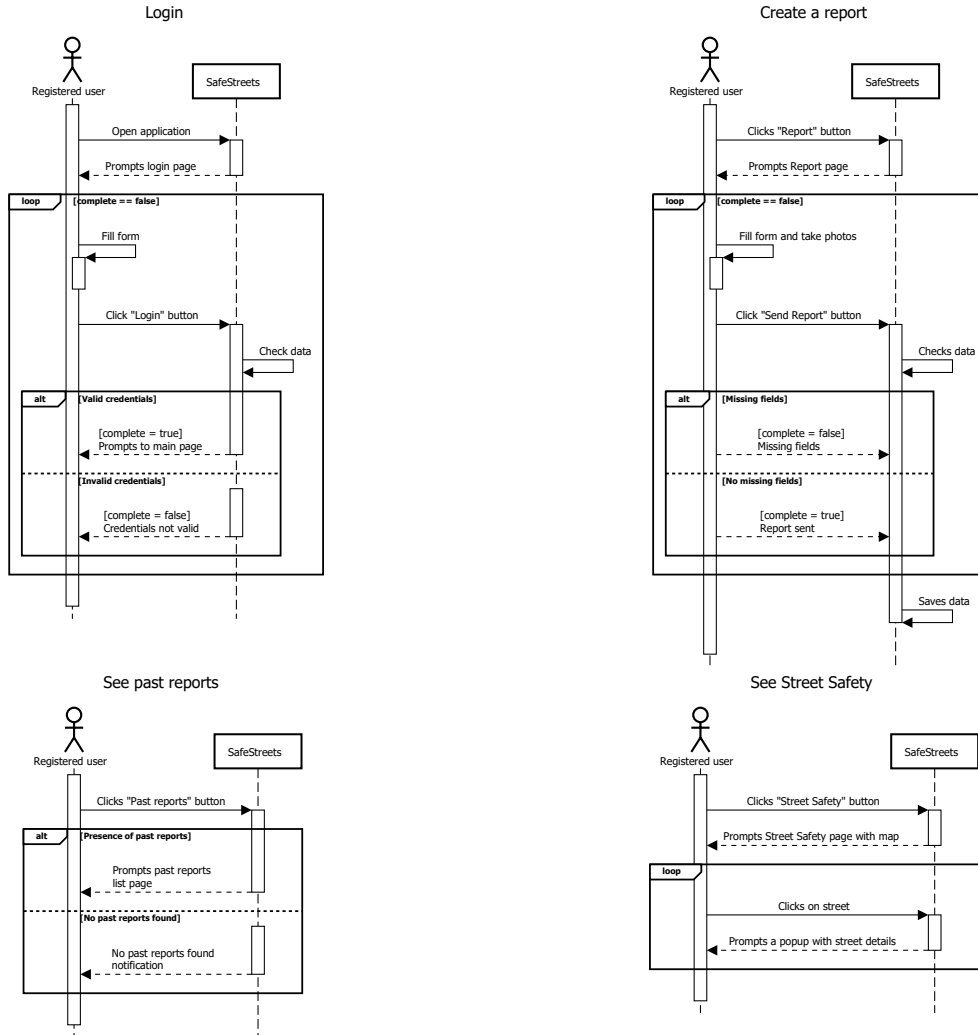 Login
Registered user
SafeStreets
Open application
Prompts login page
loop
[complete == false]
Fill form
Click "Login" button
Check data
alt
[Valid credentials]
[complete = true]
Prompts to main page
[Invalid credentials]
[complete = false]
Credentials not valid
Create a report
Registered user
SafeStreets
Clicks "Report" button
Prompts Report page
loop
[complete == false]
Fill form and take photos
Click "Send Report" button
Checks data
alt
[Missing fields]
[complete = false]
Missing fields
[No missing fields]
[complete = true]
Report sent
Saves data
See past reports
Registered user
SafeStreets
Clicks "Past reports" button
alt
[Presence of past reports]
Prompts past reports
list page
[No past reports found]
No past reports found
notification
See Street Safety
Registered user
SafeStreets
Clicks "Street Safety" button
Prompts Street Safety page with map
loop
Clicks on street
Prompts a popup with street details